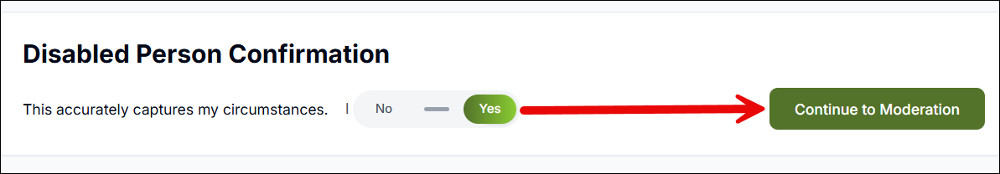 Disabled Person Confirmation
This accurately captures my circumstances. I No Yes Continue to Moderation